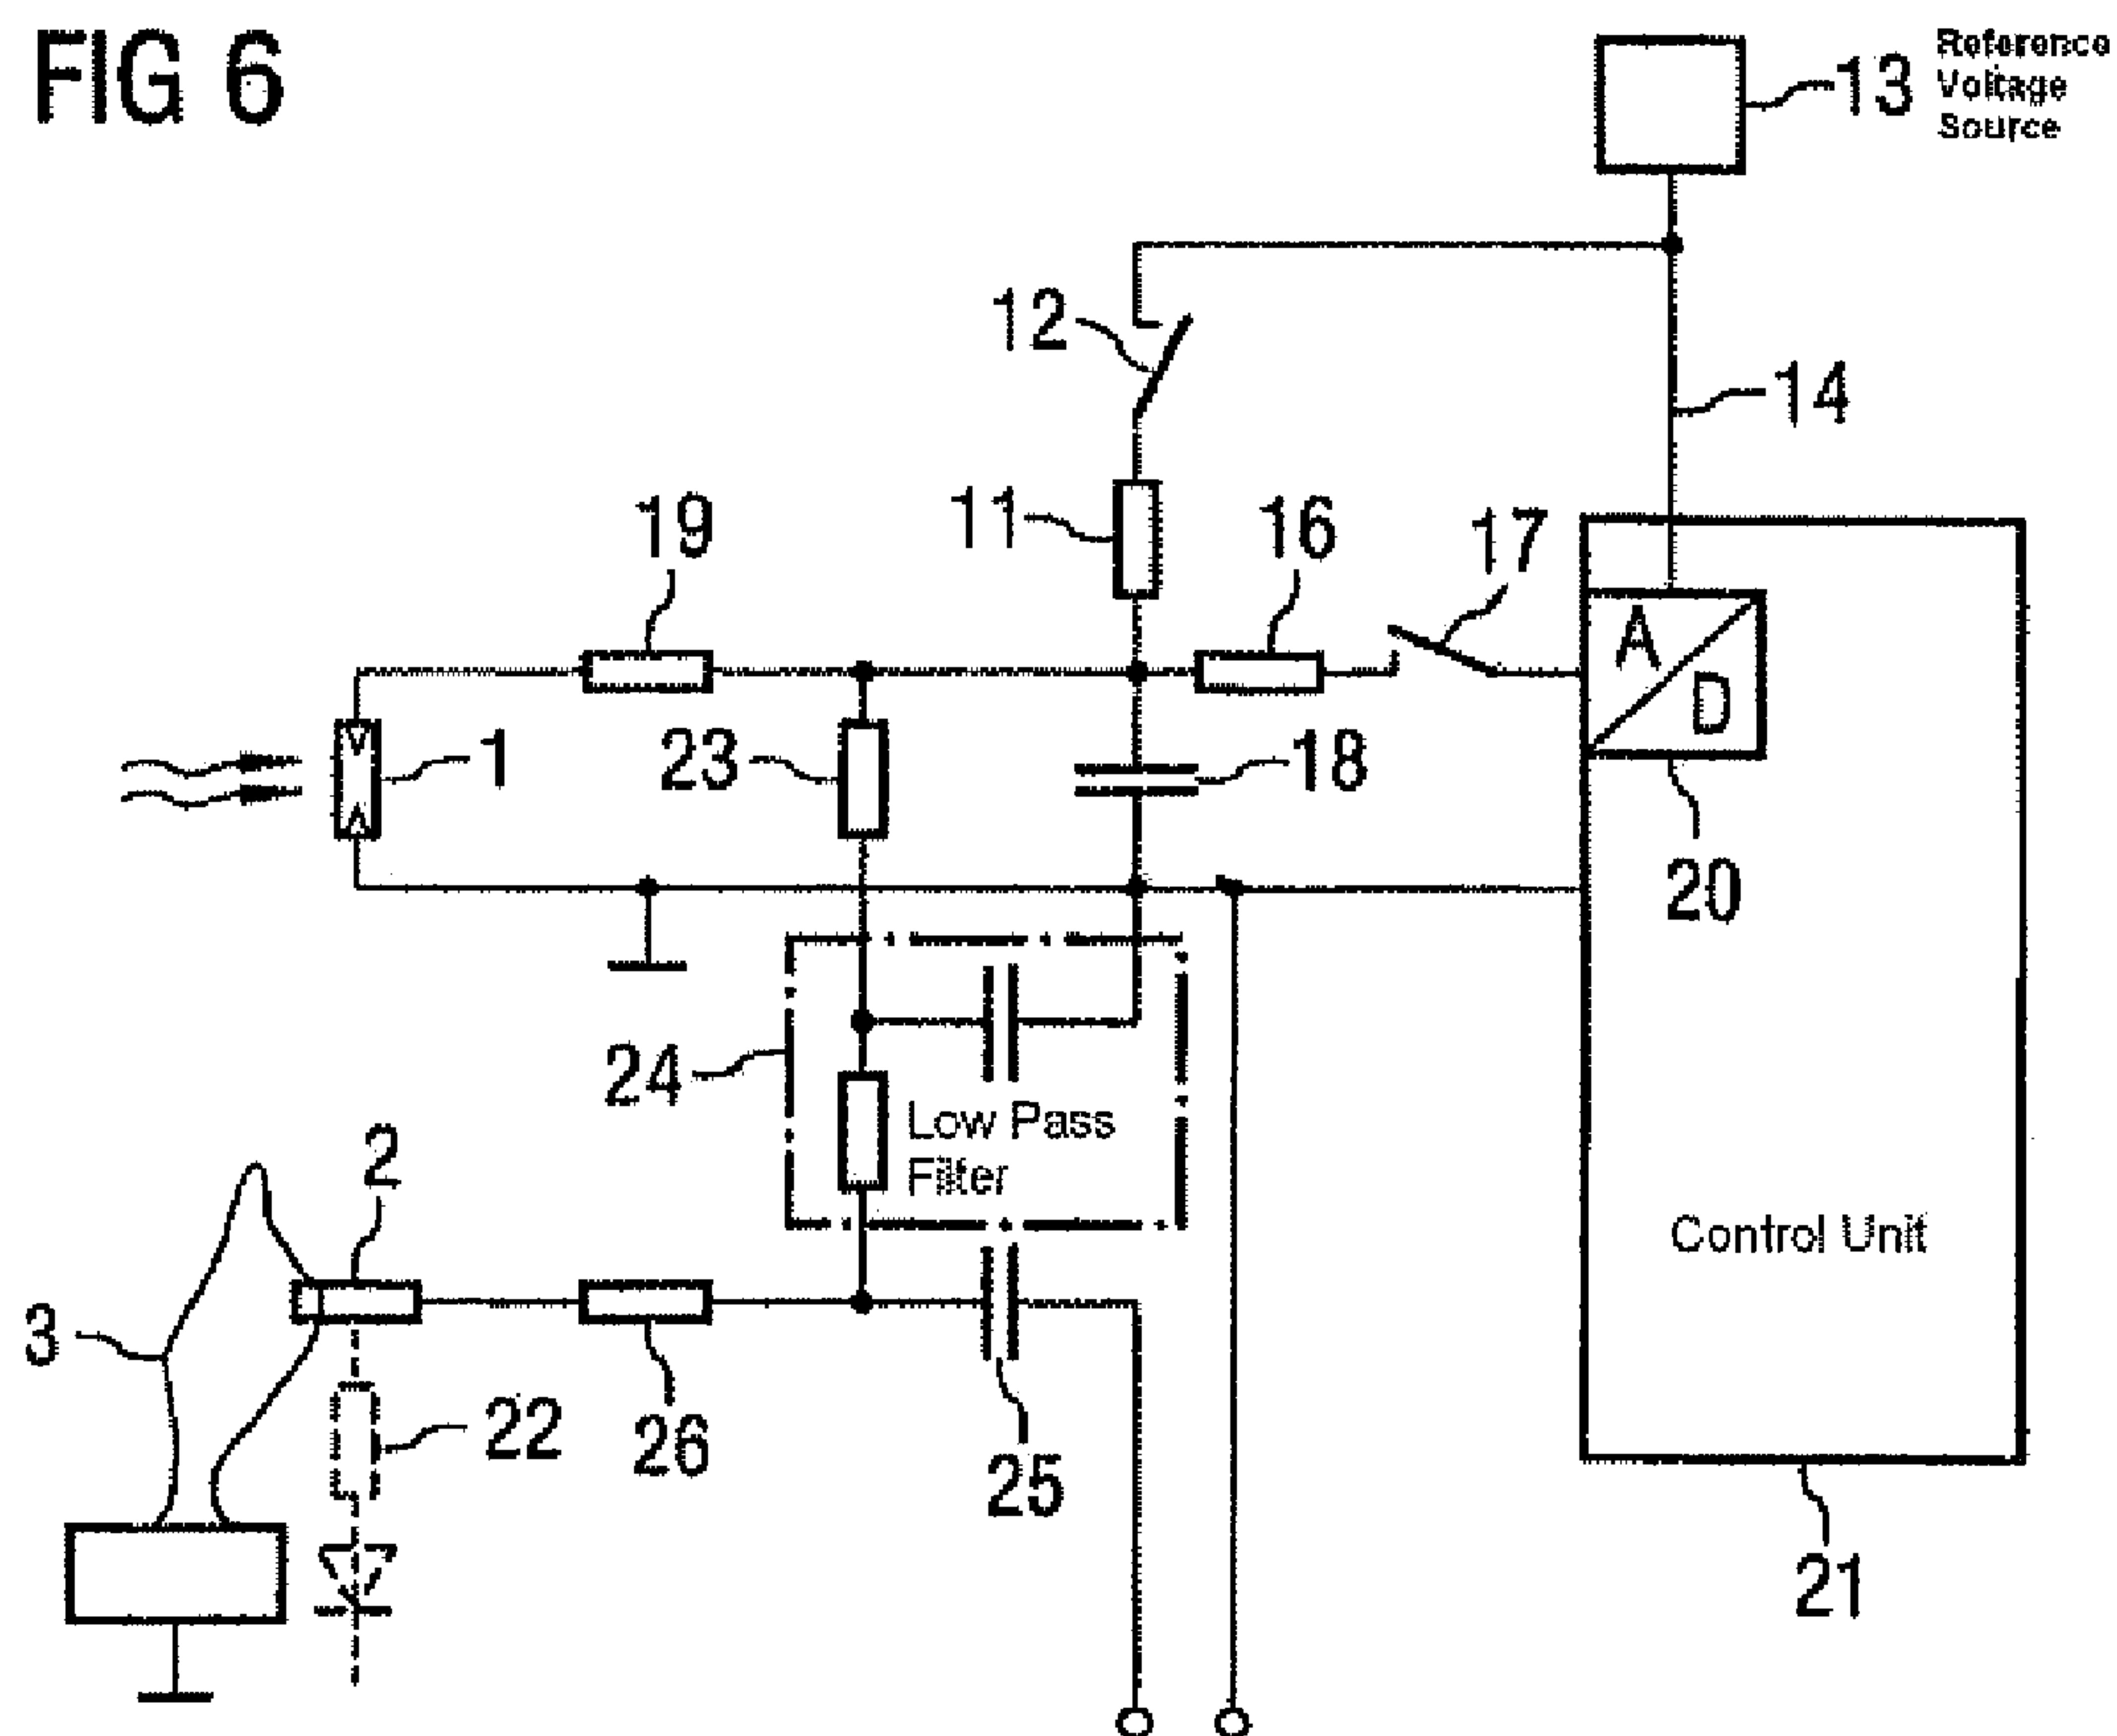 FIG 6
13 Reference
Voltage
Source
12
14
19
11
16
17
A
D
1
23
18
20
24
Low Pass
Filter
2
Control Unit
3
22
26
25
21